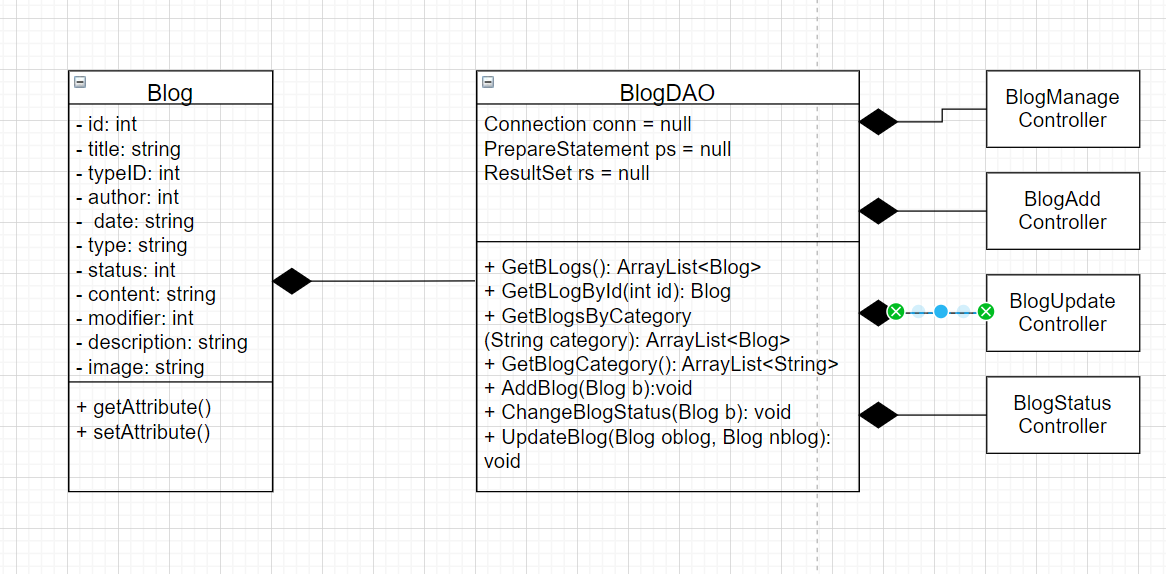 Blog
- id: int
- title: string
- typeID: int
- author: int
-  date: string
- type: string
- status: int
- content: string
- modifier: int
- description: string
- image: string
+ getAttribute()
+ setAttribute()
BlogDAO
Connection conn = null
PrepareStatement ps = null
ResultSet rs = null
+ GetBLogs(): ArrayList<Blog>
+ GetBLogById(int id): Blog
+ GetBlogsByCategory
(String category): ArrayList<Blog>
+ GetBlogCategory(): ArrayList<String>
+ AddBlog(Blog b):void
+ ChangeBlogStatus(Blog b): void
+ UpdateBlog(Blog oblog, Blog nblog):
void
BlogManage
Controller
BlogAdd
Controller
BlogUpdate
Controller
BlogStatus
Controller